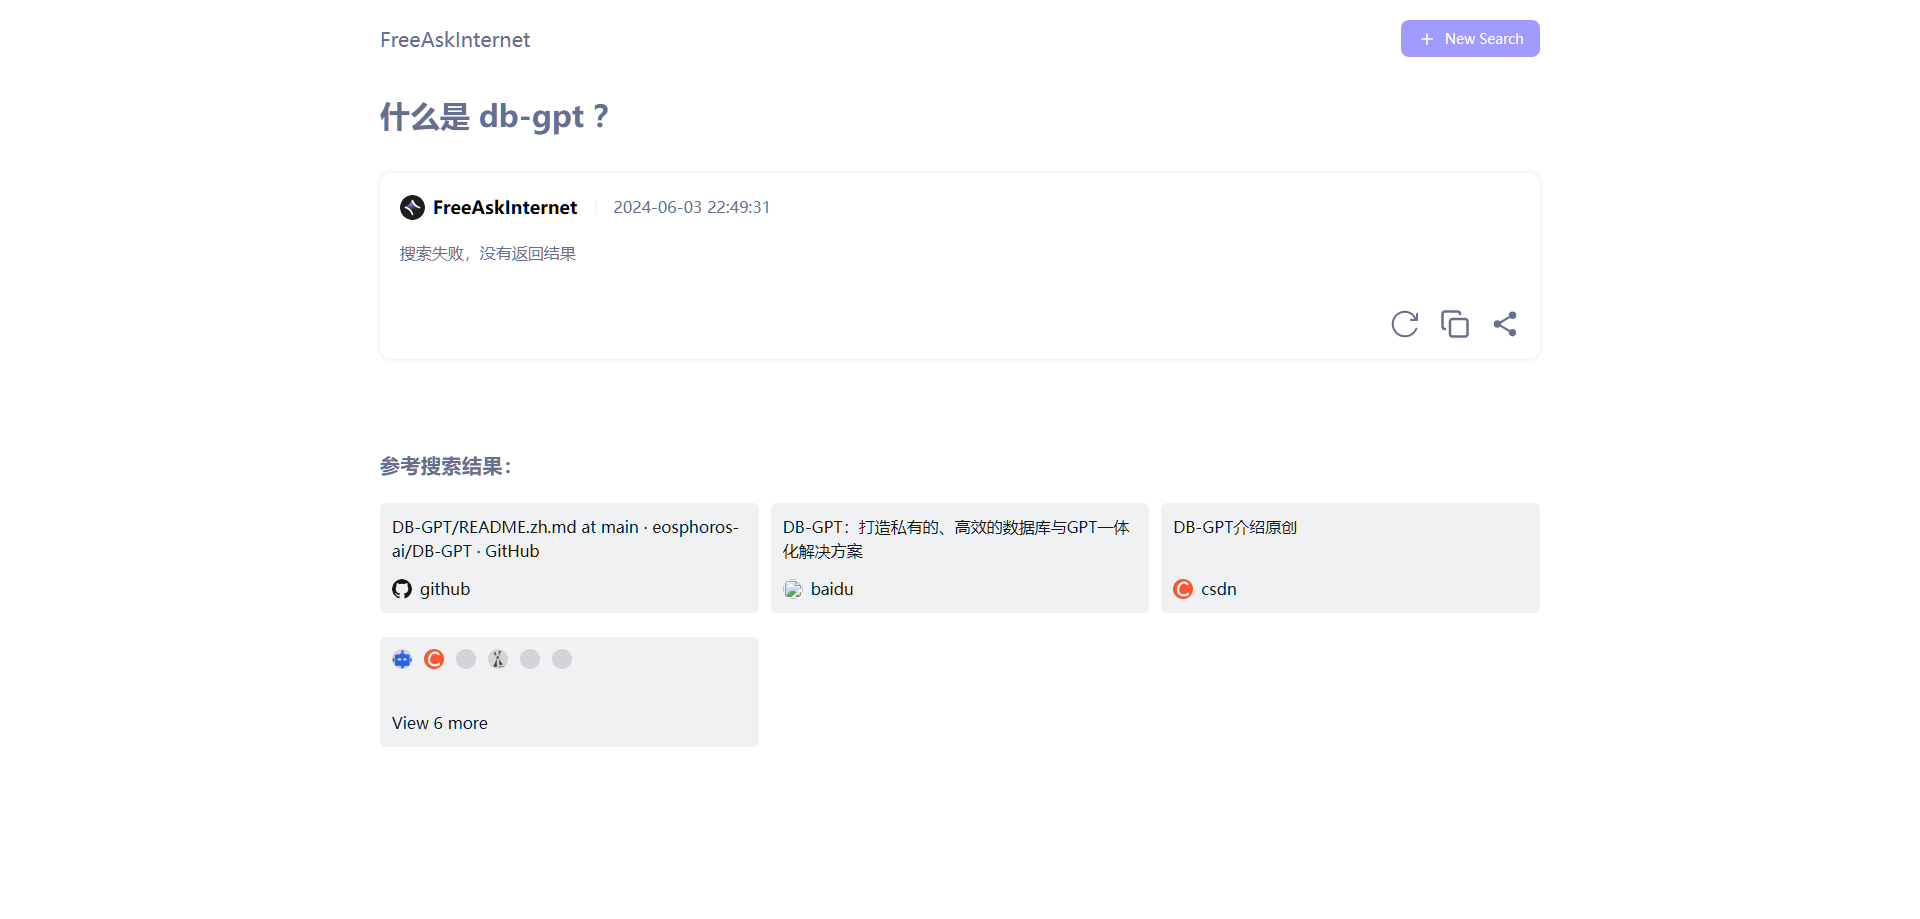 FreeAskInternet
New Search
什么是 db-gpt ？
FreeAskInternet
2024-06-03 22:49:31
搜索失败，没有返回结果
参考搜索结果：
DB-GPT/README.zh.md at main · eosphoros-
ai/DB-GPT · GitHub
github
DB-GPT：打造私有的、高效的数据库与GPT一体
化解决方案
baidu
DB-GPT介绍原创
csdn
View 6 more